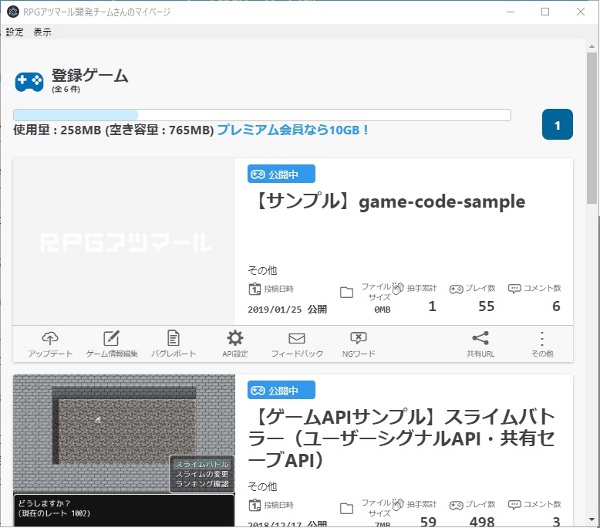 RPGアツマール開発チームさんのマイページ
設定 表示
登録ゲーム
(全 6 件)
使用量 : 258MB (空き容量 : 765MB) プレミアム会員なら10GB！
1
公開中
【サンプル】game-code-sample
RPGアツマール
その他
投稿日時 ファイルサイズ 拍手累計 プレイ数 コメント数
2019/01/25 公開 0MB 1 55 6
アップデート ゲーム情報編集 バグレポート API設定 フィードバック NGワード 共有URL その他
公開中
【ゲームAPIサンプル】スライムバト
ラー（ユーザーシグナルAPI・共有セ
ーブAPI）
スライムバトル
スライムの変更
ランキング確認
その他
どうしますか？
(現在のレート 1002)
投稿日時 ファイルサイズ 拍手累計 プレイ数 コメント数
2018/12/17 公開 7MB 59 498 3